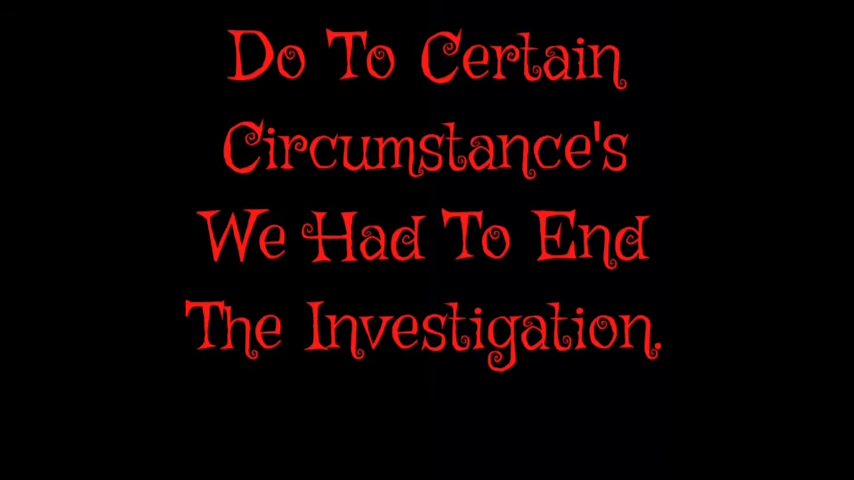 Do To Certain
Circumstance's
We Had To End
The Investigation.